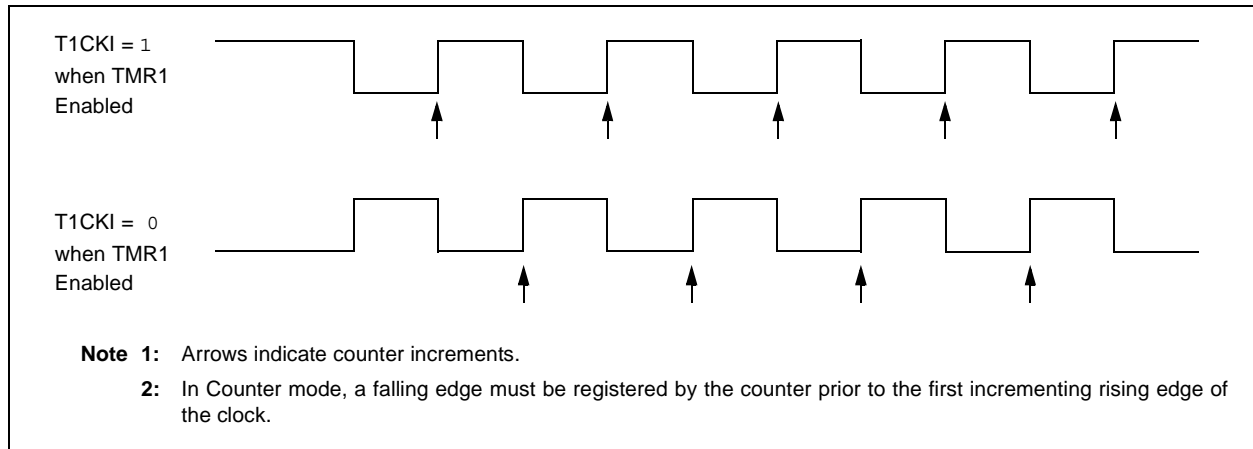 T1CKI = 1
when TMR1
Enabled
T1CKI = 0
when TMR1
Enabled
Note 1: Arrows indicate counter increments.
2: In Counter mode, a falling edge must be registered by the counter prior to the first incrementing rising edge of
the clock.